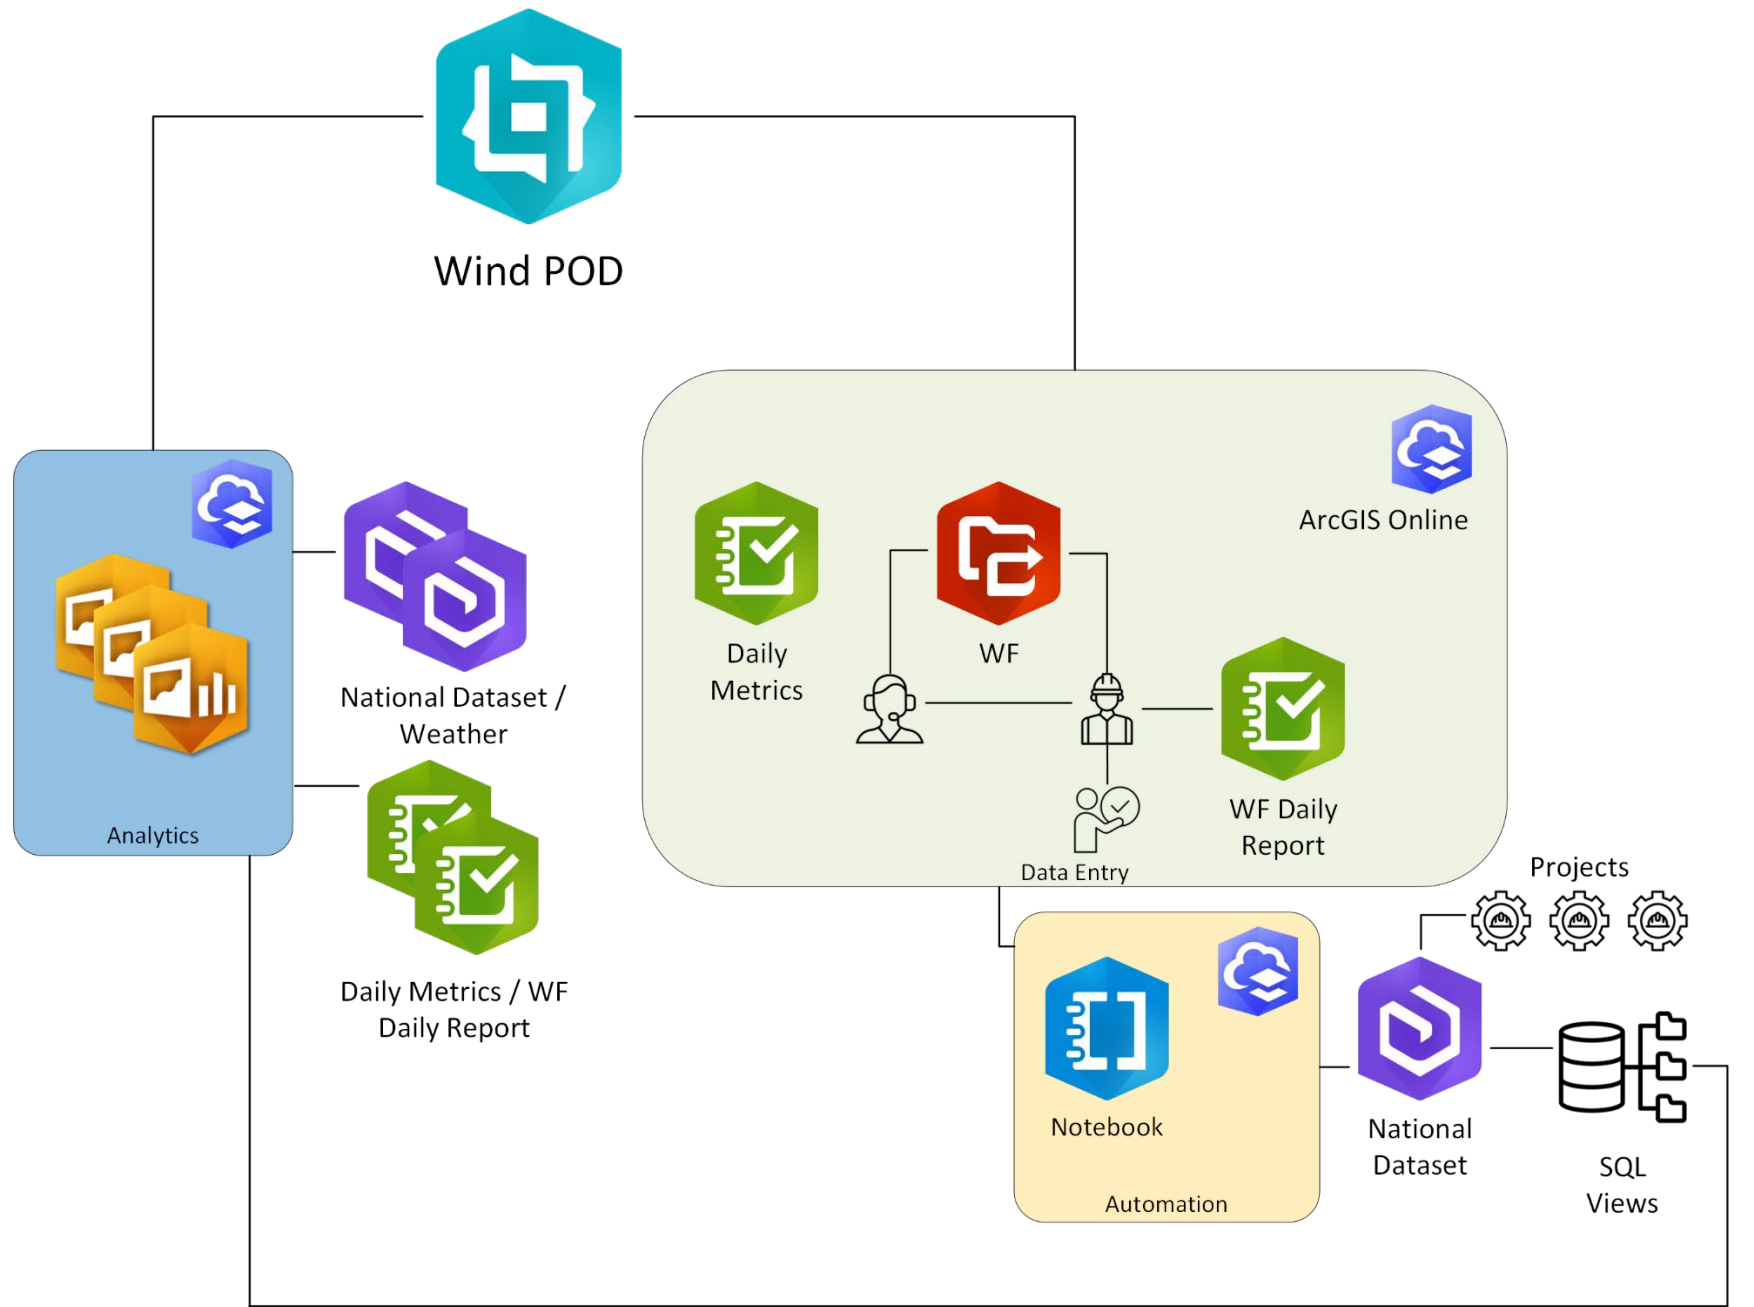 Wind POD
ArcGIS Online
Daily
Metrics
WF
WF Daily
Report
Data Entry
National Dataset /
Weather
Analytics
Daily Metrics / WF
Daily Report
Projects
Notebook
Automation
National
Dataset
SQL
Views